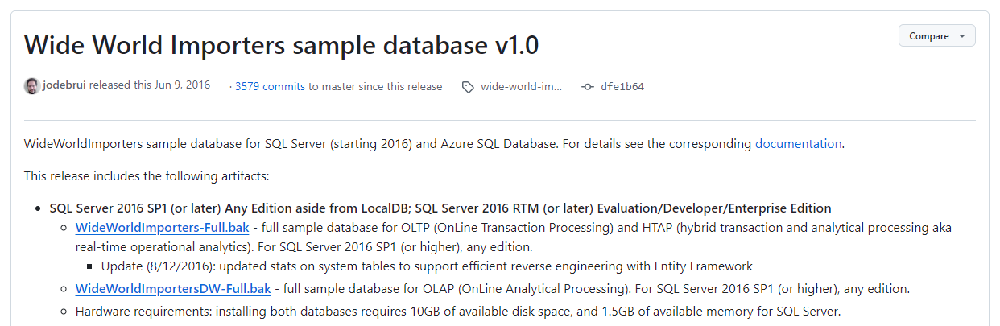 Wide World Importers sample database v1.0
Compare
jodebrui released this Jun 9, 2016 · 3579 commits to master since this release wide-world-im... dfe1b64
WideWorldImporters sample database for SQL Server (starting 2016) and Azure SQL Database. For details see the corresponding documentation.
This release includes the following artifacts:
SQL Server 2016 SP1 (or later) Any Edition aside from LocalDB; SQL Server 2016 RTM (or later) Evaluation/Developer/Enterprise Edition
WideWorldImporters-Full.bak - full sample database for OLTP (OnLine Transaction Processing) and HTAP (hybrid transaction and analytical processing aka
real-time operational analytics). For SQL Server 2016 SP1 (or higher), any edition.
Update (8/12/2016): updated stats on system tables to support efficient reverse engineering with Entity Framework
WideWorldImportersDW-Full.bak - full sample database for OLAP (OnLine Analytical Processing). For SQL Server 2016 SP1 (or higher), any edition.
Hardware requirements: installing both databases requires 10GB of available disk space, and 1.5GB of available memory for SQL Server.